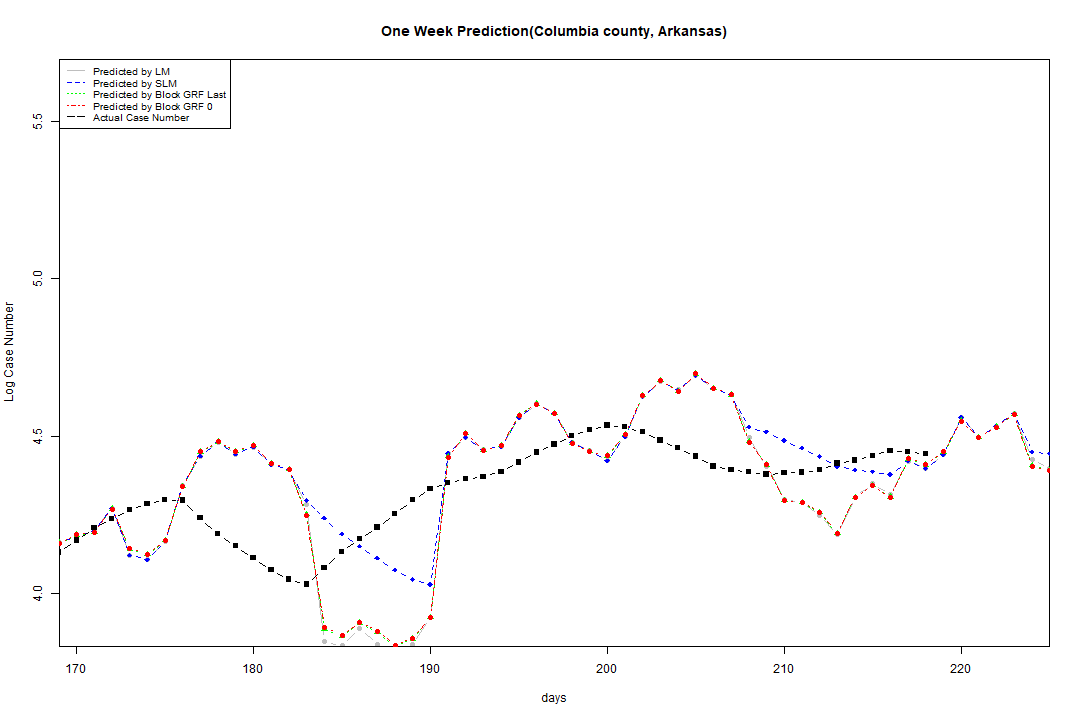 One Week Prediction(Columbia county, Arkansas)
Predicted by LM
Predicted by SLM
Predicted by Block GRF Last
Predicted by Block GRF 0
Actual Case Number
5.5
5.0
4.5
4.0
Log Case Number
170 180 190 200 210 220
days